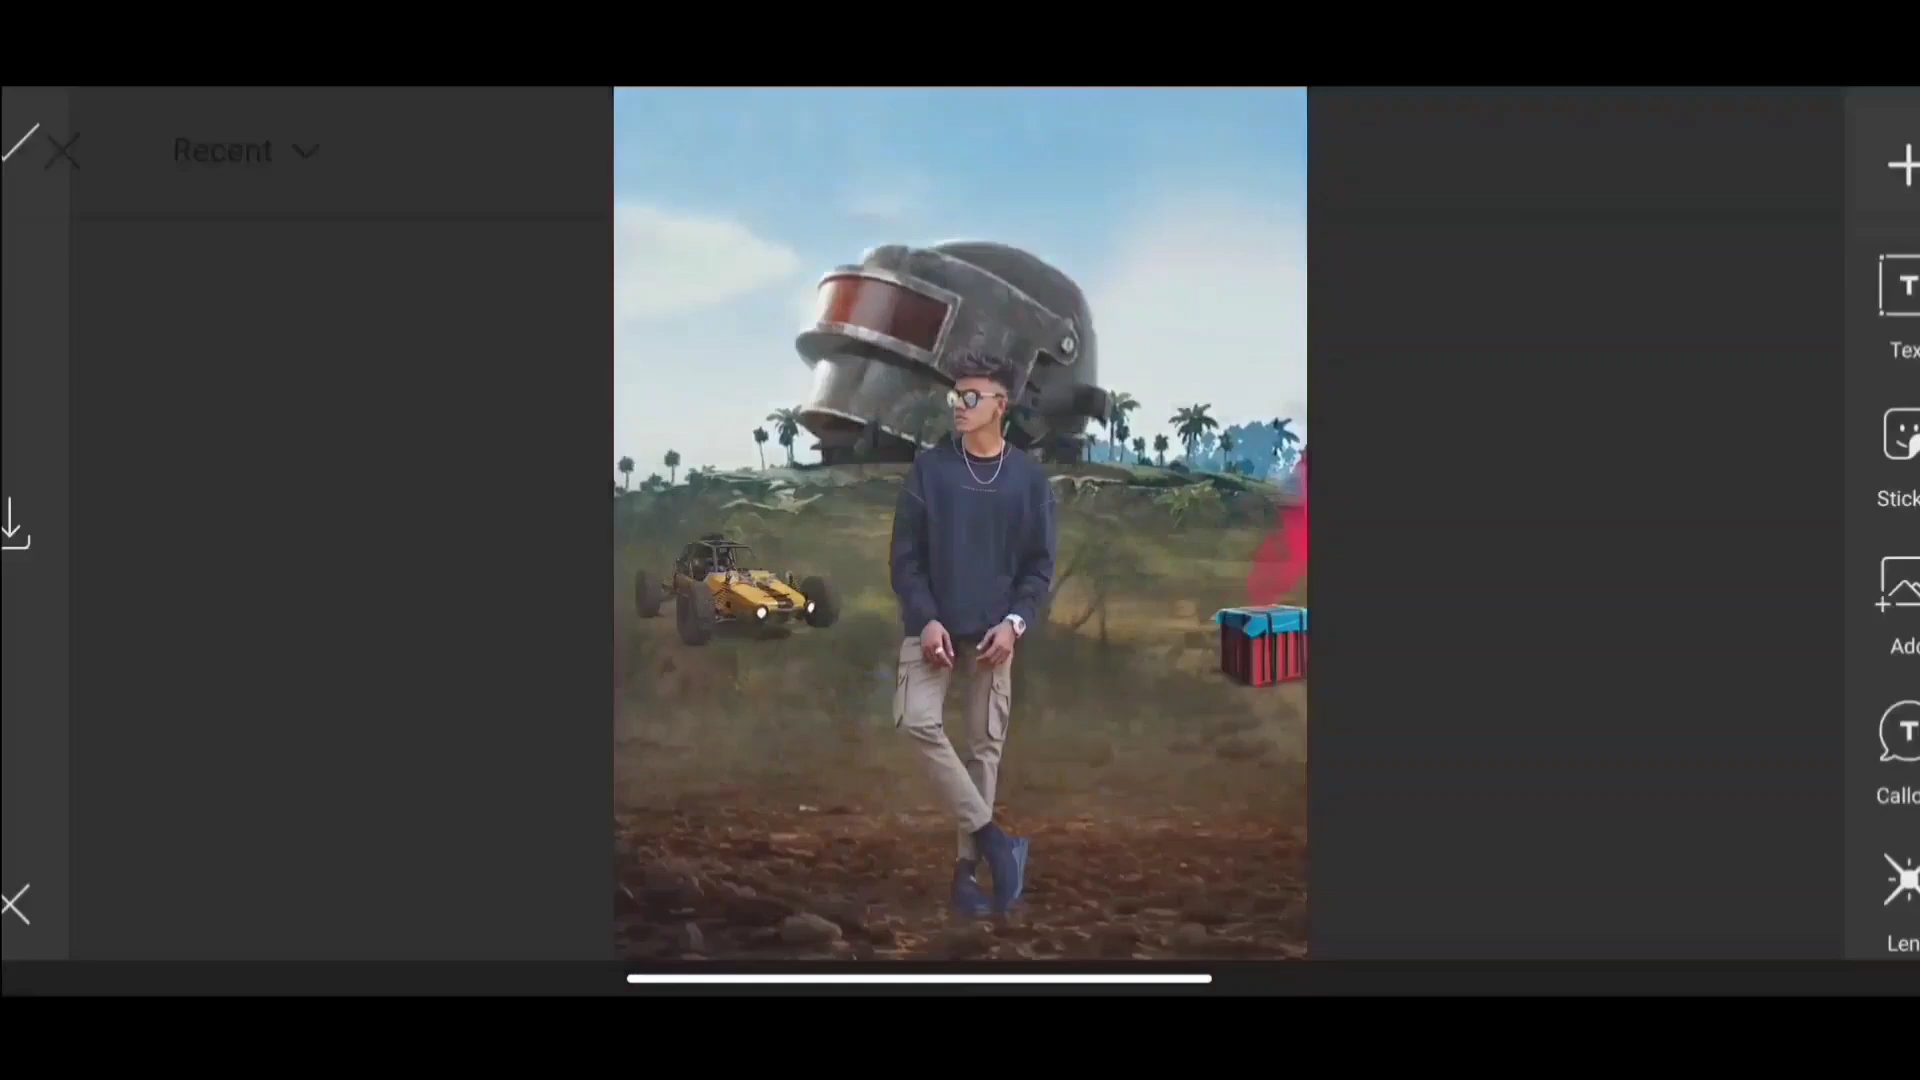 Recent
T
Tex
Stick
Add
T
Callo
Len